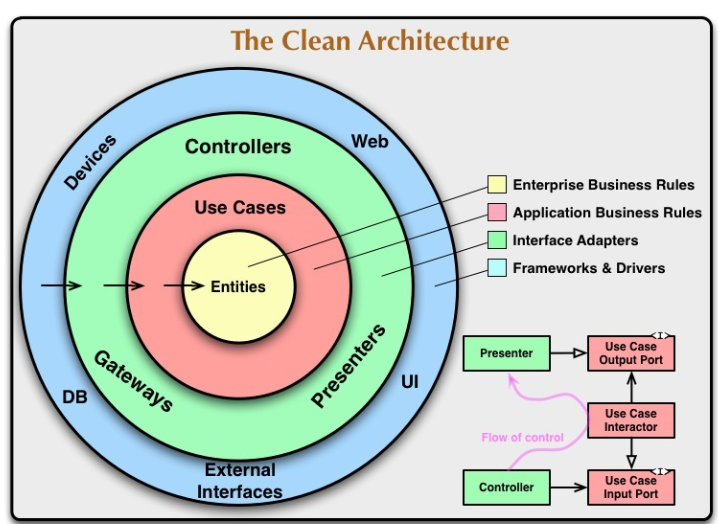 The Clean Architecture
Devices
Web
Controllers
Use Cases
Entities
Gateways
Presenters
DB
UI
External
Interfaces
Enterprise Business Rules
Application Business Rules
Interface Adapters
Frameworks & Drivers
Presenter
<I>
Use Case
Output Port
Use Case
Interactor
Flow of control
Controller
<I>
Use Case
Input Port